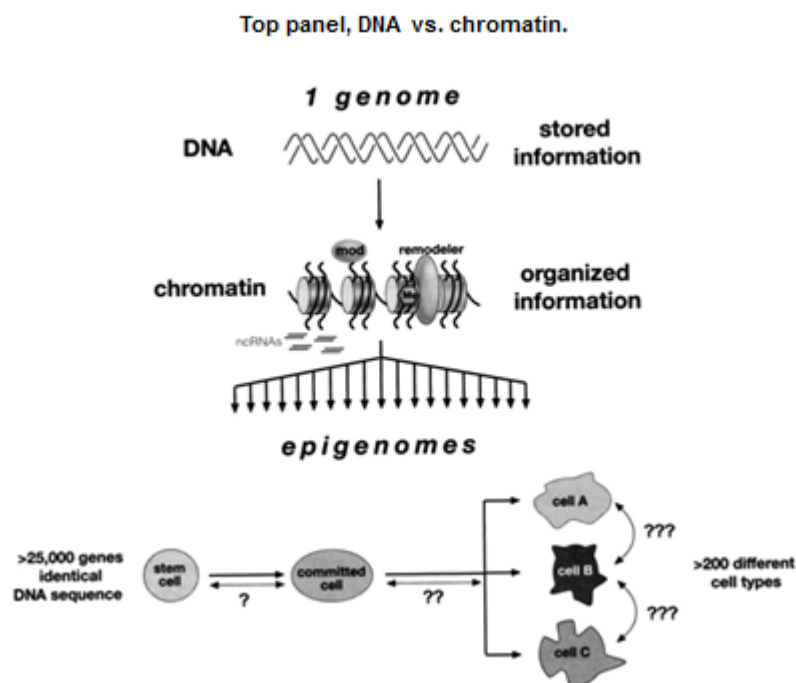 Top panel, DNA vs. chromatin.
1 genome
DNA
stored
information
mod
remodeler
chromatin
organized
information
ncRNAs
epigenomes
>25,000 genes
identical
DNA sequence
stem
cell
?
committed
cell
??
cell A
???
cell B
>200 different
cell types
???
cell C